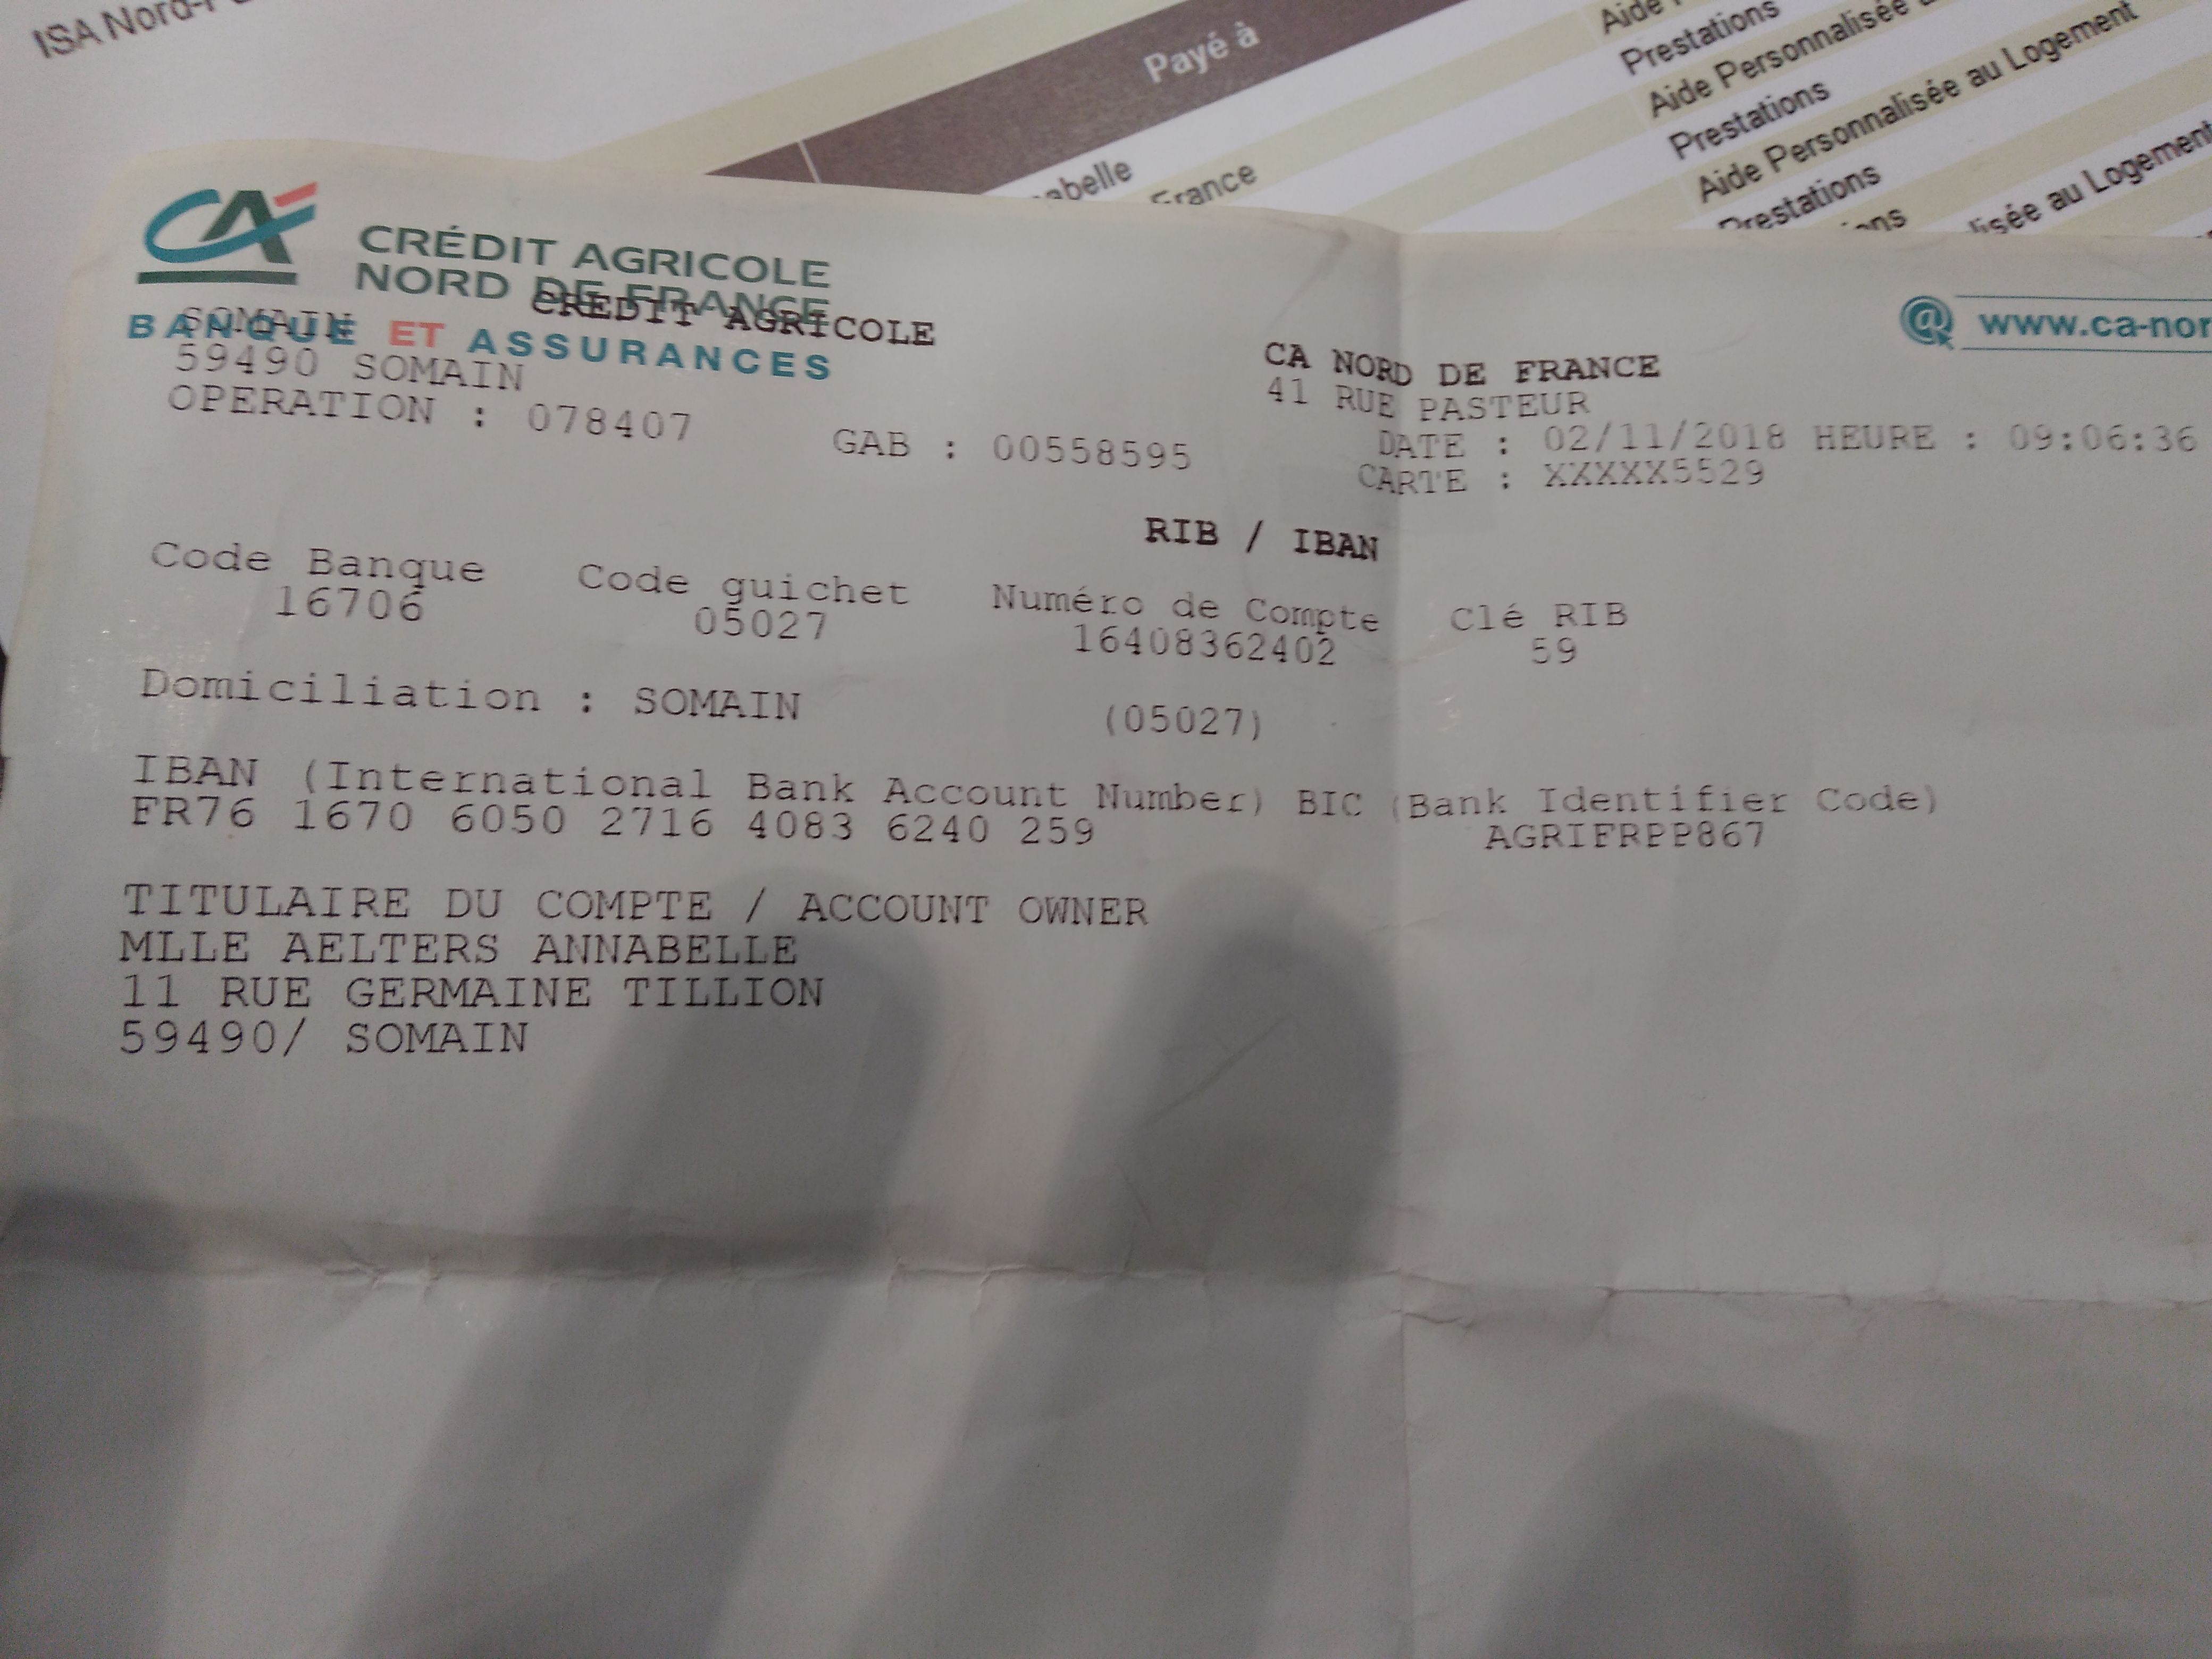 ISA Nord-P
Payé à
Aide
Prestations
Aide Personnalisée
Prestations
Aide Personnalisée au Logement
Prestations
abelle
France
lisée au Logement
CA
CRÉDIT AGRICOLE
NORD DE FRANCE
CREDIT AGRICOLE
SOMAIN
BANQUE ET ASSURANCES
59490 SOMAIN
OPERATION : 078407
GAB : 00558595
www.ca-nor
CA NORD DE FRANCE
41 RUE PASTEUR
DATE : 02/11/2018 HEURE : 09:06:36
CARTE : XXXXX5529
RIB / IBAN
Code Banque Code guichet Numéro de Compte Clé RIB
16706 05027 16408362402 59
Domiciliation : SOMAIN (05027)
IBAN (International Bank Account Number) BIC (Bank Identifier Code)
FR76 1670 6050 2716 4083 6240 259 AGRIFRPP867
TITULAIRE DU COMPTE / ACCOUNT OWNER
MLLE AELTERS ANNABELLE
11 RUE GERMAINE TILLION
59490/ SOMAIN